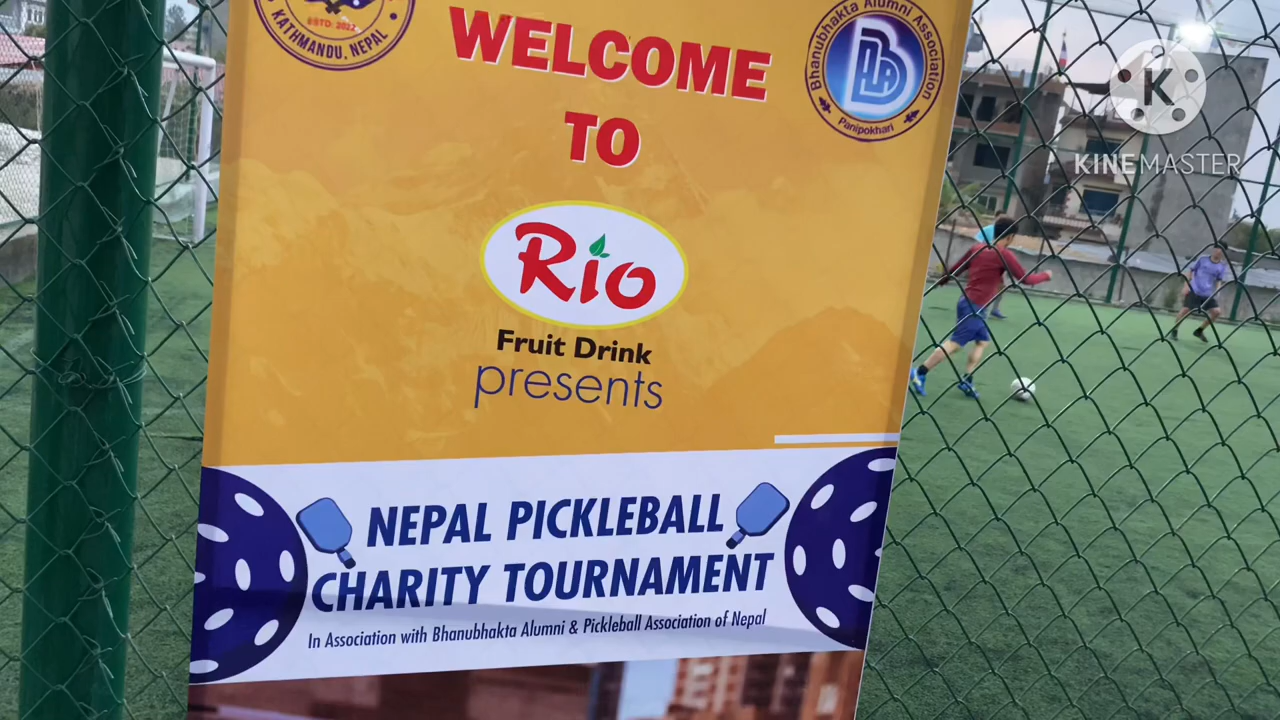 ESTD: 2022
KATHMANDU, NEPAL
WELCOME
TO
Bhanubhakta Alumni Association
BAA
Panipokhari
K
KINEMASTER
Rio
Fruit Drink
presents
NEPAL PICKLEBALL
CHARITY TOURNAMENT
In Association with Bhanubhakta Alumni & Pickleball Association of Nepal